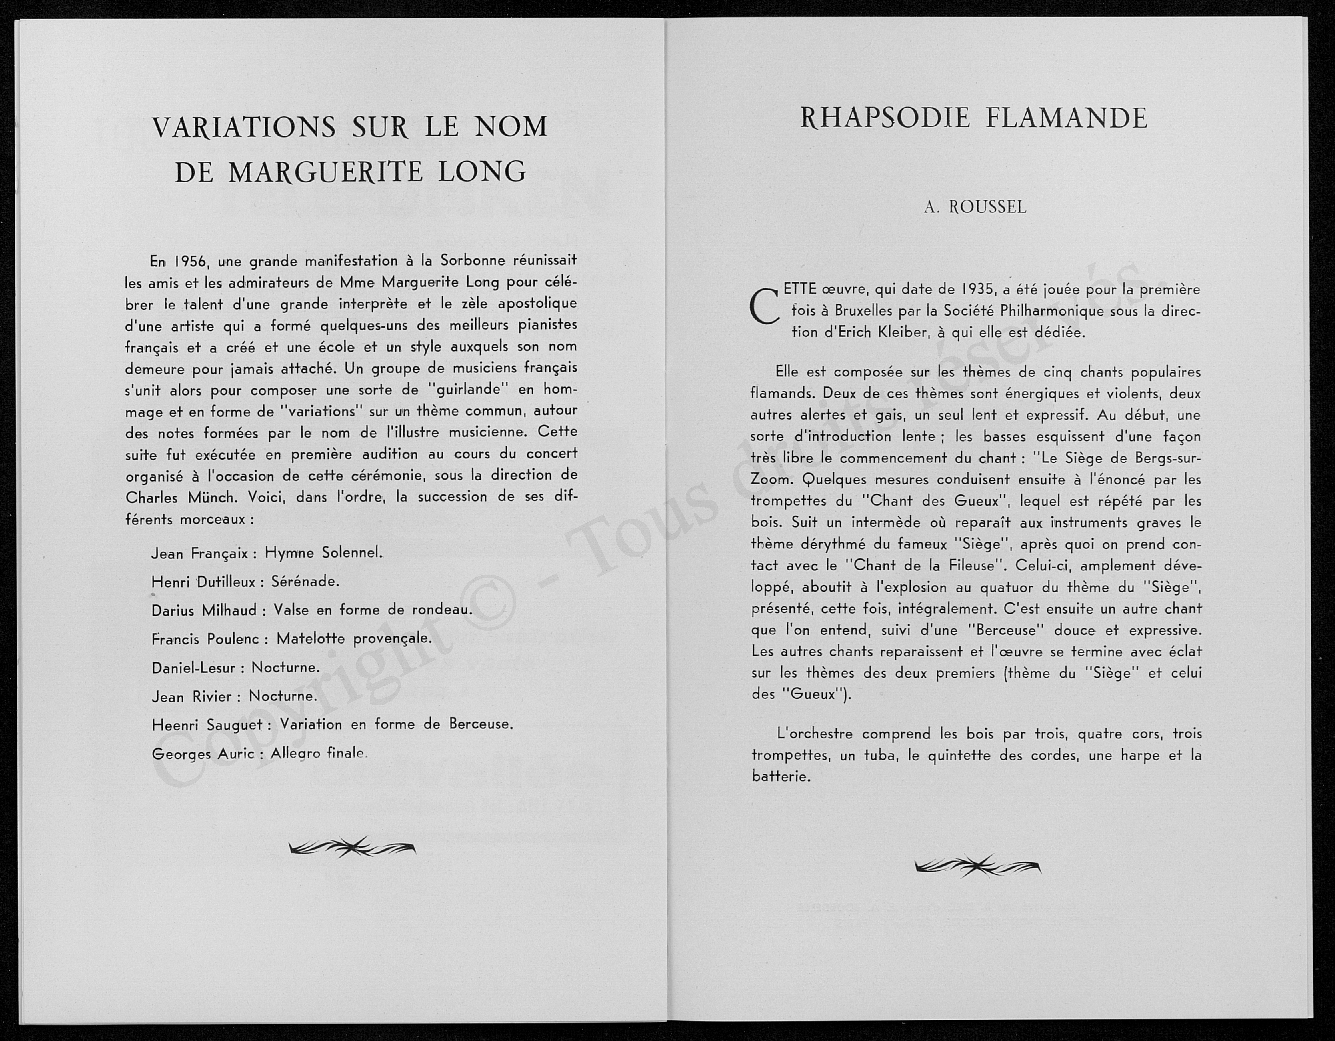 VARIATIONS SUR LE NOM
DE MARGUERITE LONG
En 1956, une grande manifestation à la Sorbonne réunissait
les amis et les admirateurs de Mme Marguerite Long pour célé-
brer le talent d'une grande interprète et le zèle apostolique
d'une artiste qui a formé quelques-uns des meilleurs pianistes
français et a créé et une école et un style auxquels son nom
demeure pour jamais attaché. Un groupe de musiciens français
s'unit alors pour composer une sorte de "guirlande" en hom-
mage et en forme de "variations" sur un thème commun, autour
des notes formées par le nom de l'illustre musicienne. Cette
suite fut exécutée en première audition au cours du concert
organisé à l'occasion de cette cérémonie, sous la direction de
Charles Münch. Voici, dans l'ordre, la succession de ses dif-
férents morceaux :
Jean Françaix : Hymne Solennel.
Henri Dutilleux : Sérénade.
Darius Milhaud : Valse en forme de rondeau.
Francis Poulenc : Matelotte provençale.
Daniel-Lesur : Nocturne.
Jean Rivier : Nocturne.
Heenri Sauguet : Variation en forme de Berceuse.
Georges Auric : Allegro finale.
RHAPSODIE FLAMANDE
A. ROUSSEL
CETTE œuvre, qui date de 1935, a été jouée pour la première
fois à Bruxelles par la Société Philharmonique sous la direc-
tion d'Erich Kleiber, à qui elle est dédiée.
Elle est composée sur les thèmes de cinq chants populaires
flamands. Deux de ces thèmes sont énergiques et violents, deux
autres alertes et gais, un seul lent et expressif. Au début, une
sorte d'introduction lente ; les basses esquissent d'une façon
très libre le commencement du chant : "Le Siège de Bergs-sur-
Zoom. Quelques mesures conduisent ensuite à l'énoncé par les
trompettes du "Chant des Gueux", lequel est répété par les
bois. Suit un intermède où reparaît aux instruments graves le
thème dérythmé du fameux "Siège", après quoi on prend con-
tact avec le "Chant de la Fileuse". Celui-ci, amplement déve-
loppé, aboutit à l'explosion au quatuor du thème du "Siège",
présenté, cette fois, intégralement. C'est ensuite un autre chant
que l'on entend, suivi d'une "Berceuse" douce et expressive.
Les autres chants reparaissent et l'œuvre se termine avec éclat
sur les thèmes des deux premiers (thème du "Siège" et celui
des "Gueux").
L'orchestre comprend les bois par trois, quatre cors, trois
trompettes, un tuba, le quintette des cordes, une harpe et la
batterie.
Copyright © - Tous droits réservés -